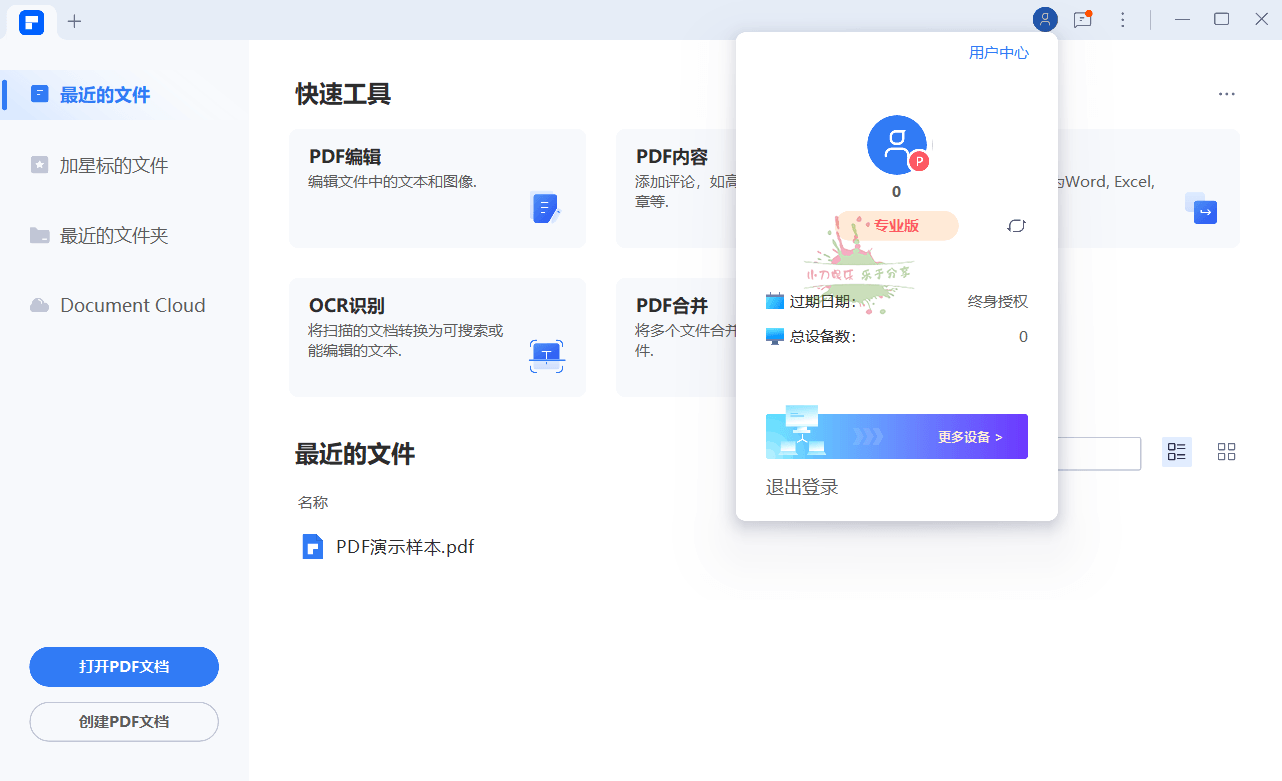 最近的文件
加星标的文件
最近的文件夹
Document Cloud
打开PDF文档
创建PDF文档
快速工具
PDF编辑
编辑文件中的文本和图像.
PDF内容
添加评论，如高
章等.
Word, Excel,
OCR识别
将扫描的文档转换为可搜索或
能编辑的文本.
PDF合并
将多个文件合并
件.
最近的文件
名称
PDF演示样本.pdf
用户中心
P
0
专业版
小刀娱乐 乐于分享
过期日期：
终身授权
总设备数：
0
更多设备 >
退出登录